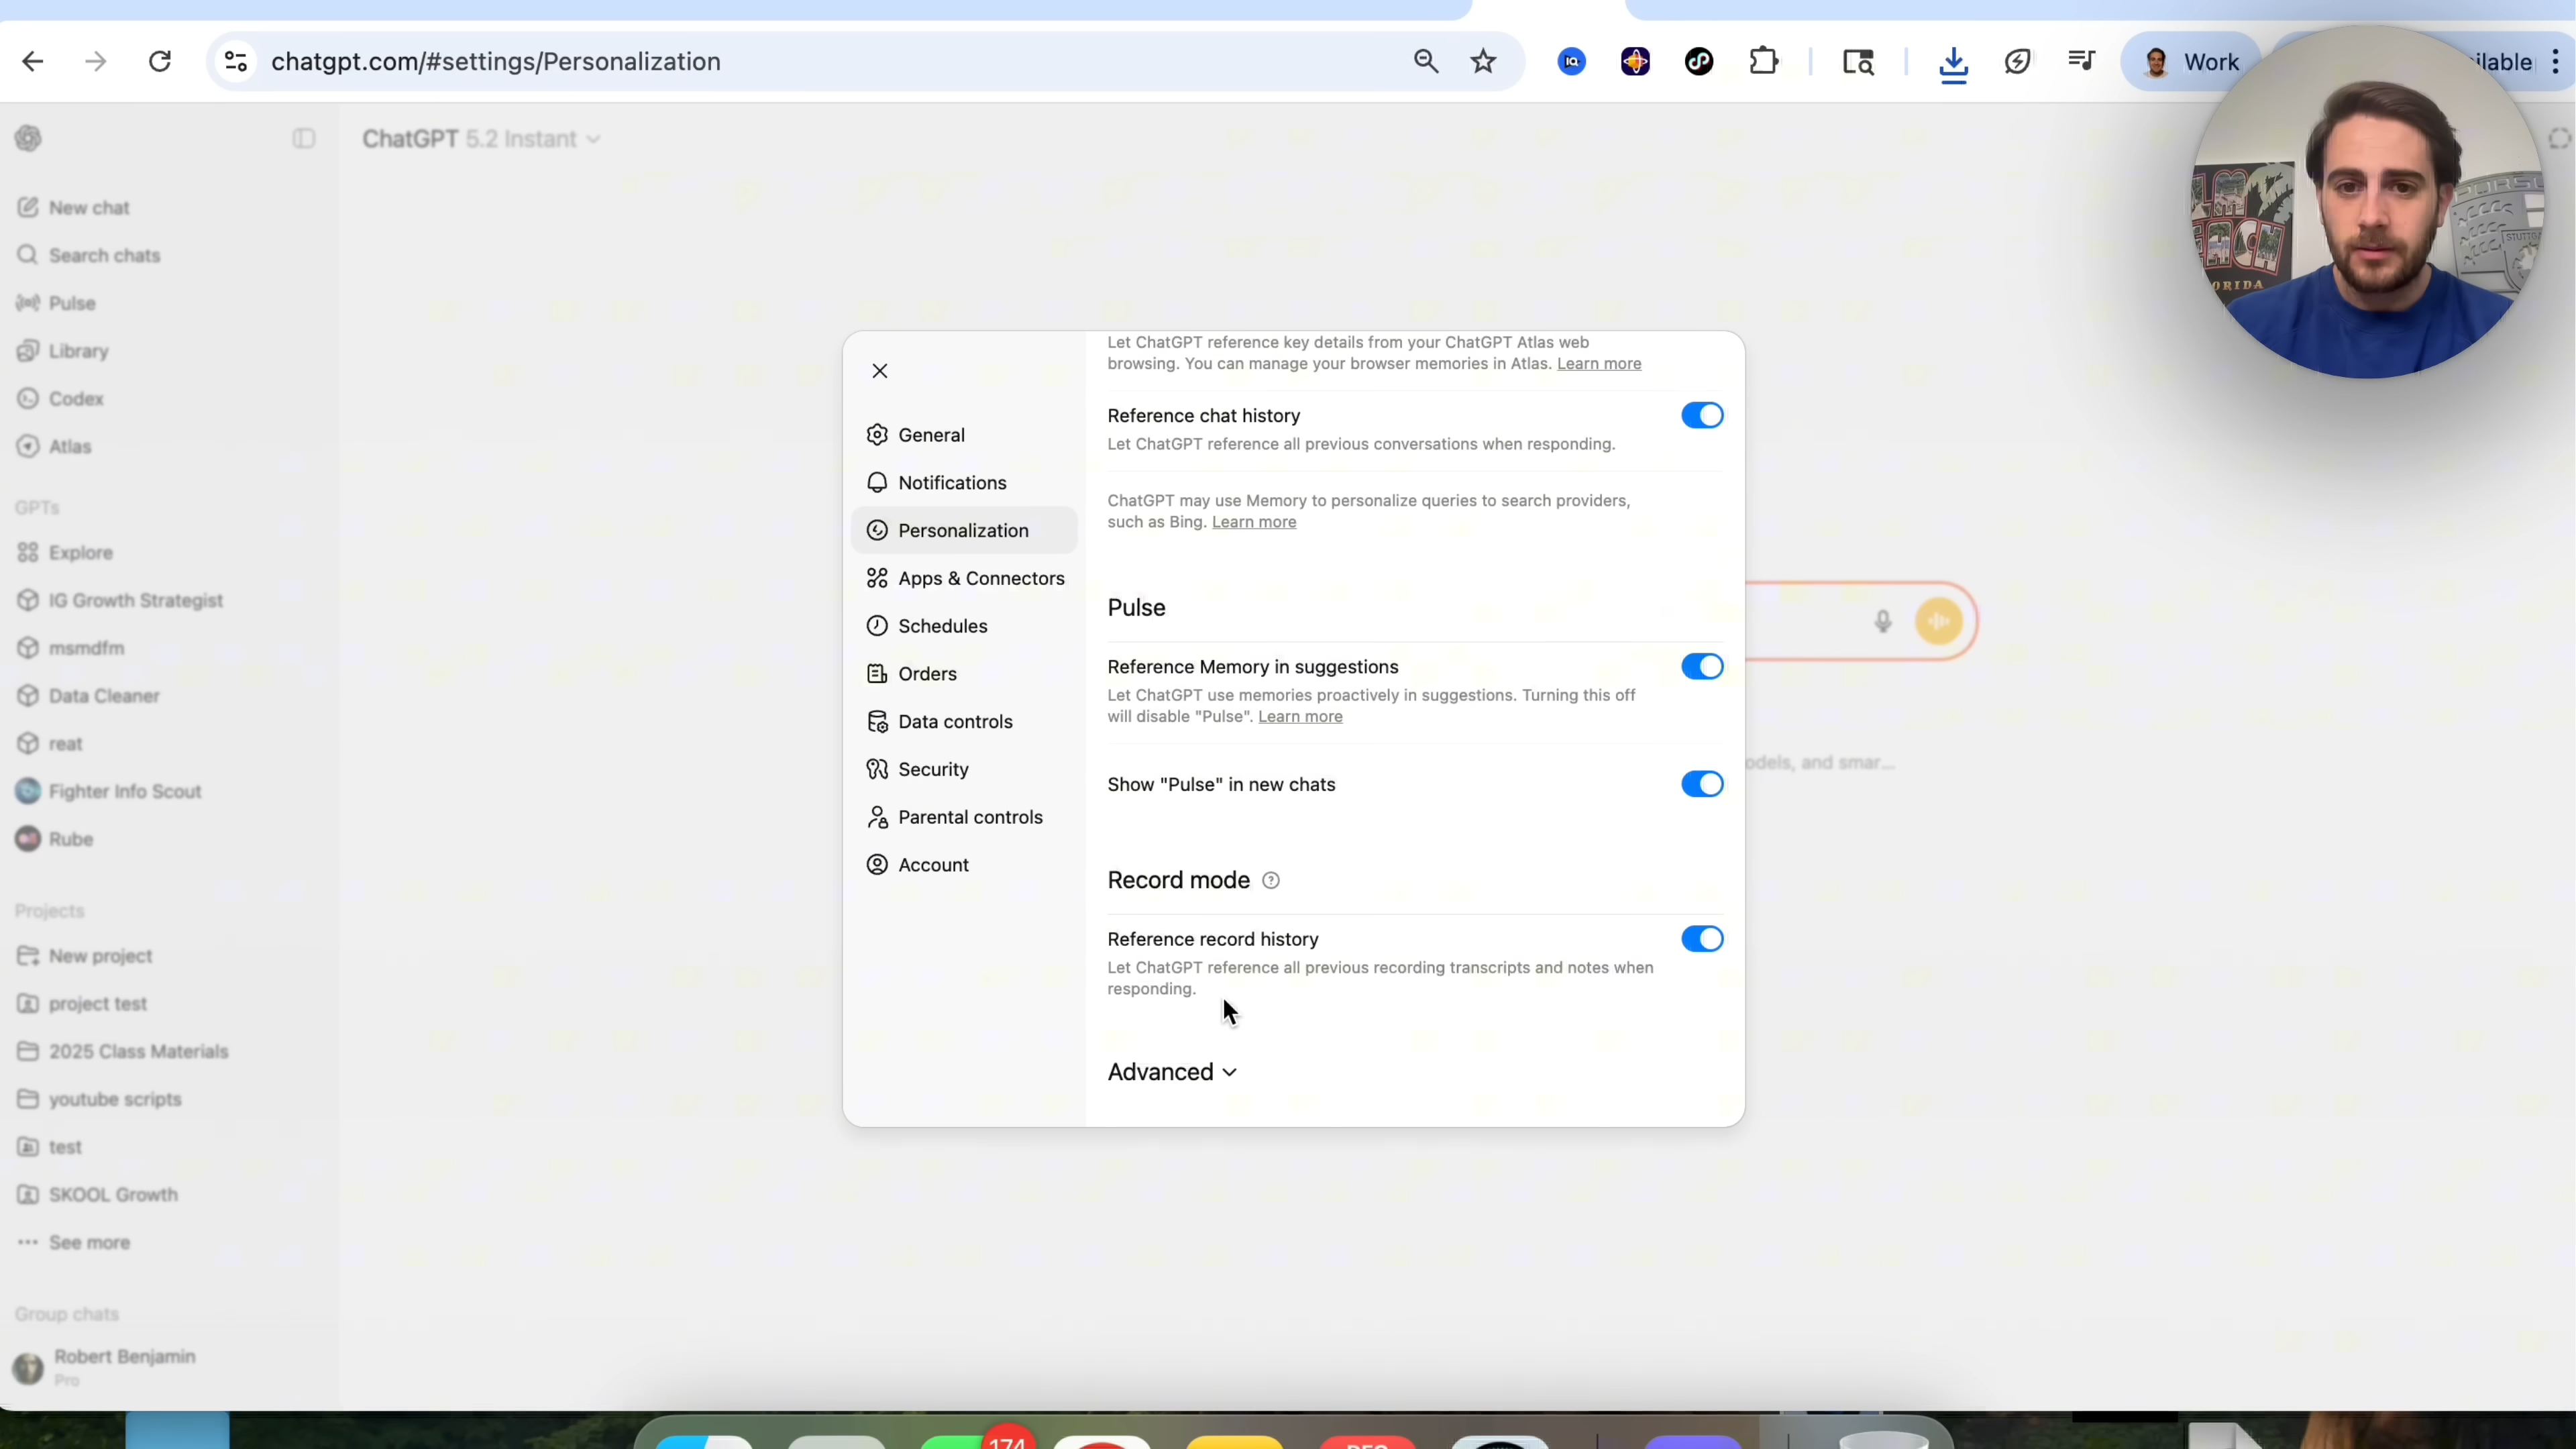 chatgpt.com/#settings/Personalization
IQ
Work
ilable
ChatGPT 5.2 Instant
New chat
Search chats
Pulse
Library
Codex
Atlas
GPTs
Explore
IG Growth Strategist
msmdfm
Data Cleaner
reat
Fighter Info Scout
Rube
Projects
New project
project test
2025 Class Materials
youtube scripts
test
SKOOL Growth
See more
Group chats
Robert Benjamin
Pro
General
Notifications
Personalization
Apps & Connectors
Schedules
Orders
Data controls
Security
Parental controls
Account
Let ChatGPT reference key details from your ChatGPT Atlas web
browsing. You can manage your browser memories in Atlas. Learn more
Reference chat history
Let ChatGPT reference all previous conversations when responding.
ChatGPT may use Memory to personalize queries to search providers,
such as Bing. Learn more
Pulse
Reference Memory in suggestions
Let ChatGPT use memories proactively in suggestions. Turning this off
will disable "Pulse". Learn more
Show "Pulse" in new chats
Record mode
Reference record history
Let ChatGPT reference all previous recording transcripts and notes when
responding.
Advanced
odels, and smar...
174